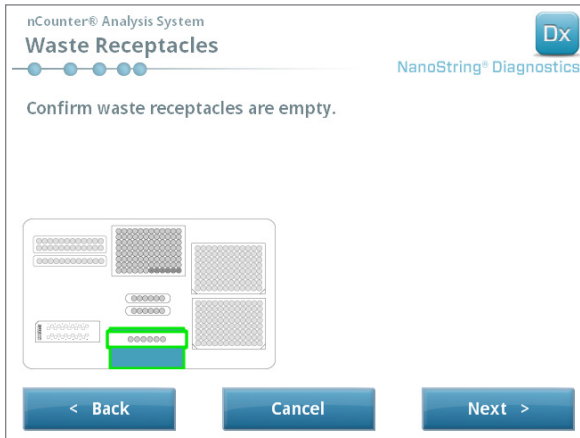 nCounter® Analysis System
Waste Receptacles
Dx
NanoString® Diagnostics
Confirm waste receptacles are empty.
< Back
Cancel
Next >